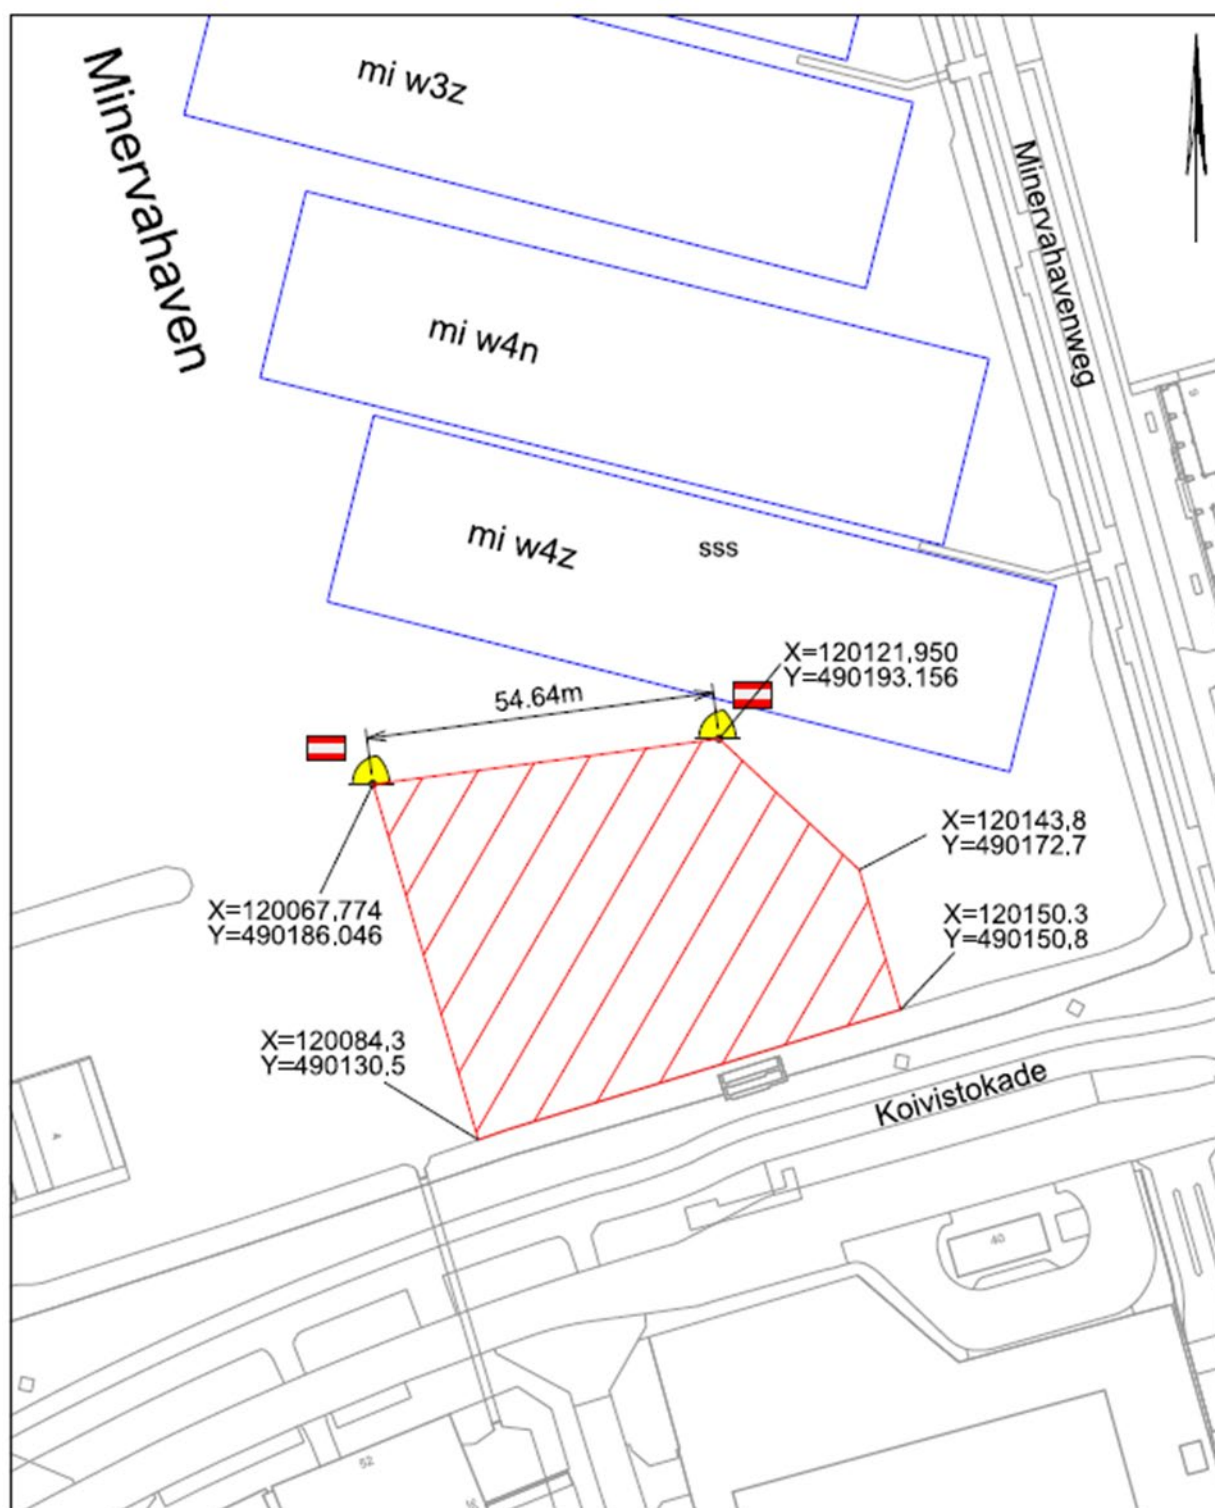 Minervahaven
mi w3z
Minervahavenweg
mi w4n
mi w4z
sss
X=120121,950
Y=490193.156
54.64m
X=120143,8
Y=490172.7
X=120067,774
Y=490186.046
X=120150.3
Y=490150,8
X=120084,3
Y=490130.5
Koivistokade
40
52